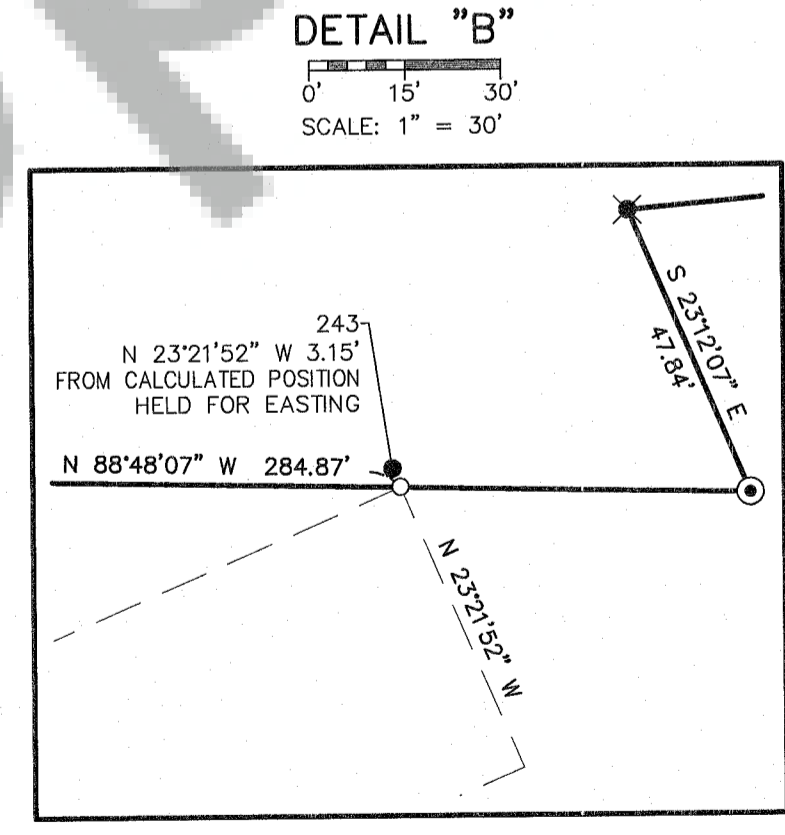 DETAIL "B"
0' 15' 30'
SCALE: 1" = 30'
243
N 23°21'52" W 3.15'
FROM CALCULATED POSITION
HELD FOR EASTING
N 88°48'07" W 284.87'
S 23°12'07" E
47.84'
N 23°21'52" W